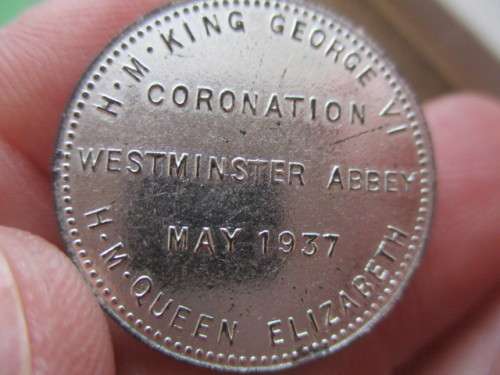 H.M. KING GEORGE VI
CORONATION
WESTMINSTER ABBEY
MAY 1937
H.M. QUEEN ELIZABETH